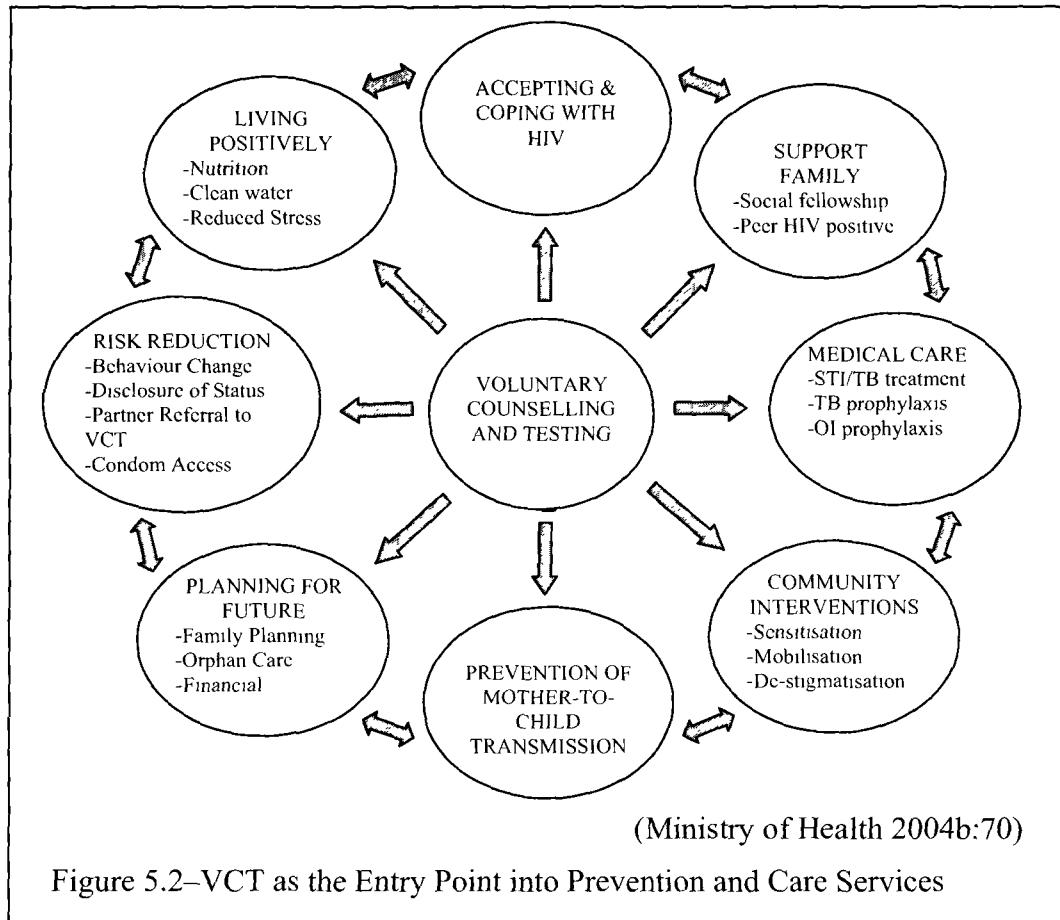 ACCEPTING &
COPING WITH
HIV
SUPPORT
FAMILY
-Social fellowship
-Peer HIV positive
MEDICAL CARE
-STI/TB treatment
-TB prophylaxis
-OI prophylaxis
COMMUNITY
INTERVENTIONS
-Sensitisation
-Mobilisation
-De-stigmatisation
PREVENTION OF
MOTHER-TO-
CHILD
TRANSMISSION
PLANNING FOR
FUTURE
-Family Planning
-Orphan Care
-Financial
RISK REDUCTION
-Behaviour Change
-Disclosure of Status
-Partner Referral to
VCT
-Condom Access
LIVING
POSITIVELY
-Nutrition
-Clean water
-Reduced Stress
VOLUNTARY
COUNSELLING
AND TESTING
(Ministry of Health 2004b:70)
Figure 5.2–VCT as the Entry Point into Prevention and Care Services